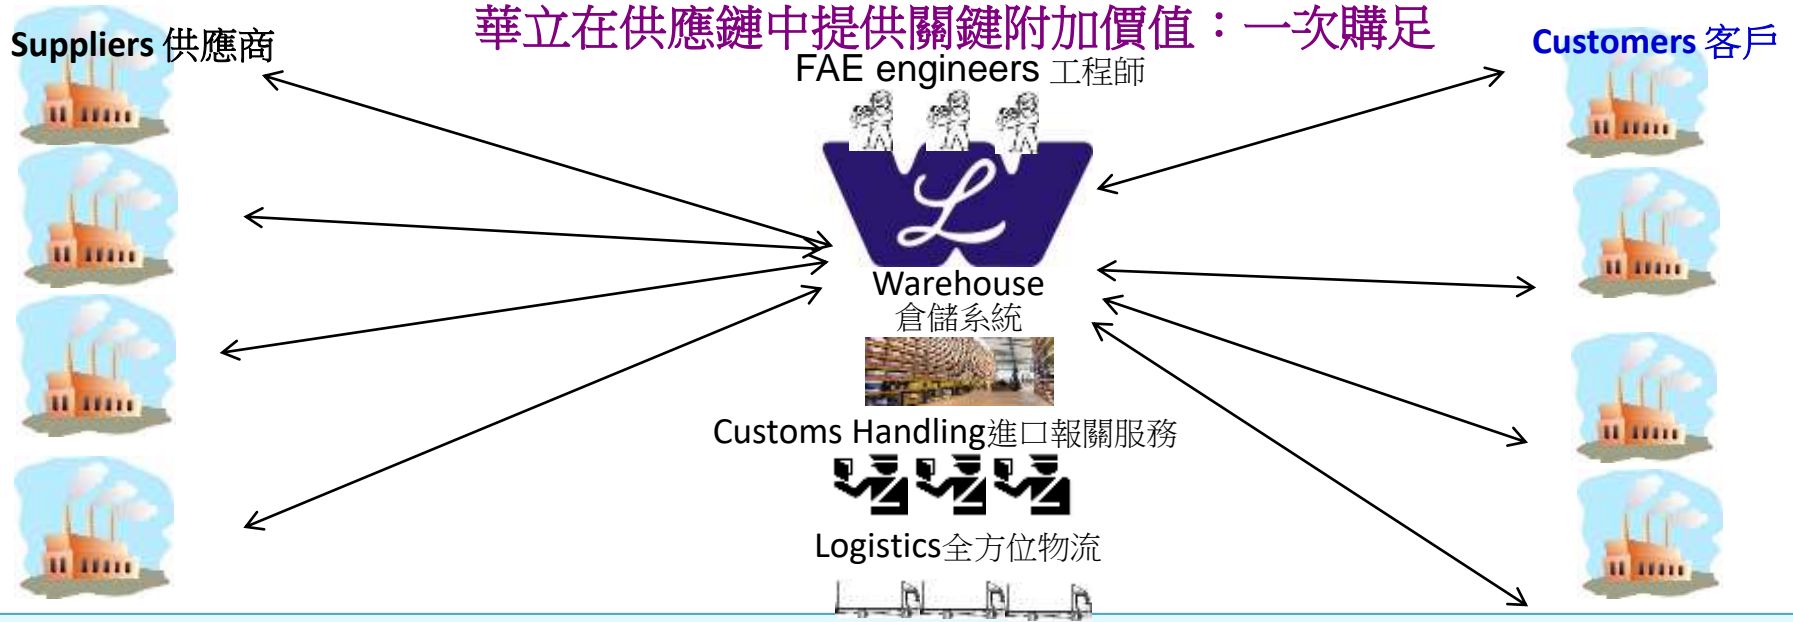 華立在供應鏈中提供關鍵附加價值：一次購足
Suppliers 供應商
Customers 客戶
FAE engineers 工程師
L
Warehouse
倉儲系統
Customs Handling進口報關服務
Logistics全方位物流